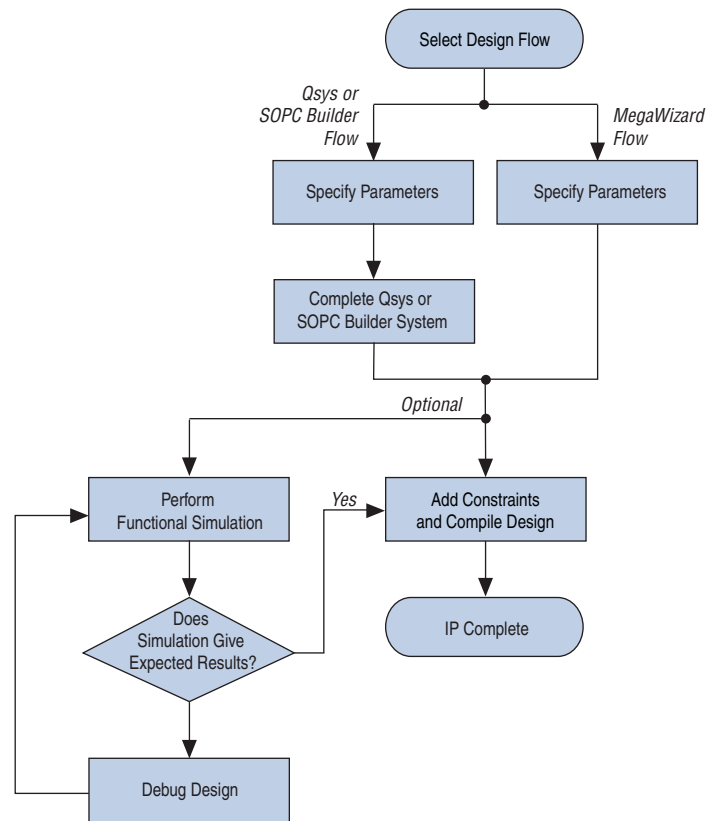 Select Design Flow
Qsys or
SOPC Builder
Flow
MegaWizard
Flow
Specify Parameters
Specify Parameters
Complete Qsys or
SOPC Builder System
Optional
Perform
Functional Simulation
Yes
Add Constraints
and Compile Design
Does
Simulation Give
Expected Results?
IP Complete
Debug Design